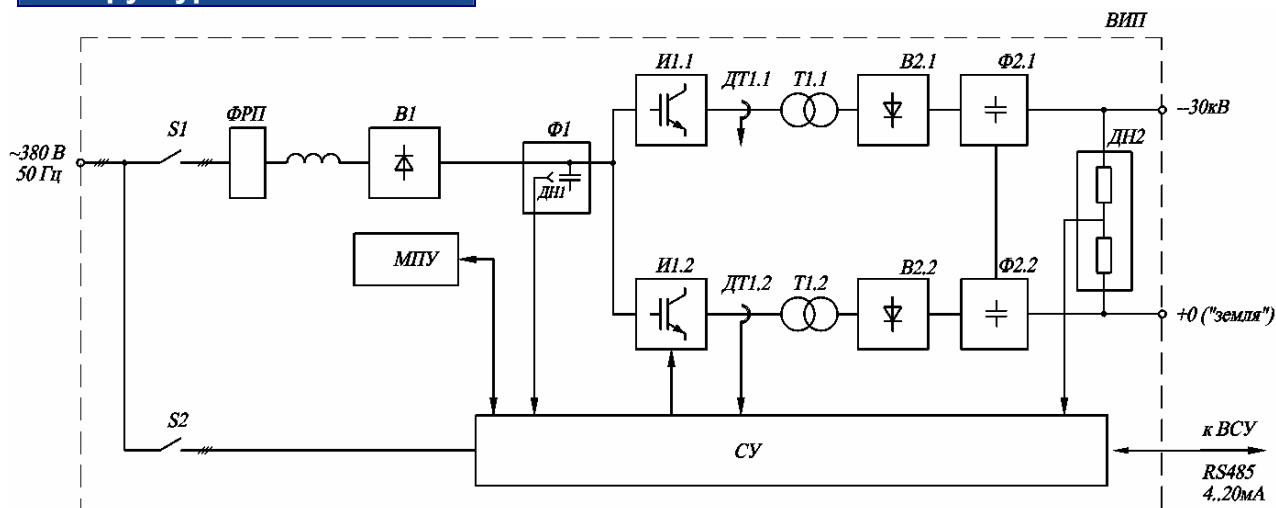 ВИП
И1.1
ДТ1.1
Т1.1
В2.1
Ф2.1
ФРП
В1
S1
Ф1
–30кВ
~380 В
50 Гц
ДН2
ДН1
МПУ
И1.2
ДТ1.2
Т1.2
В2.2
Ф2.2
+0 ("земля")
S2
СУ
к ВСУ
RS485
4..20мА